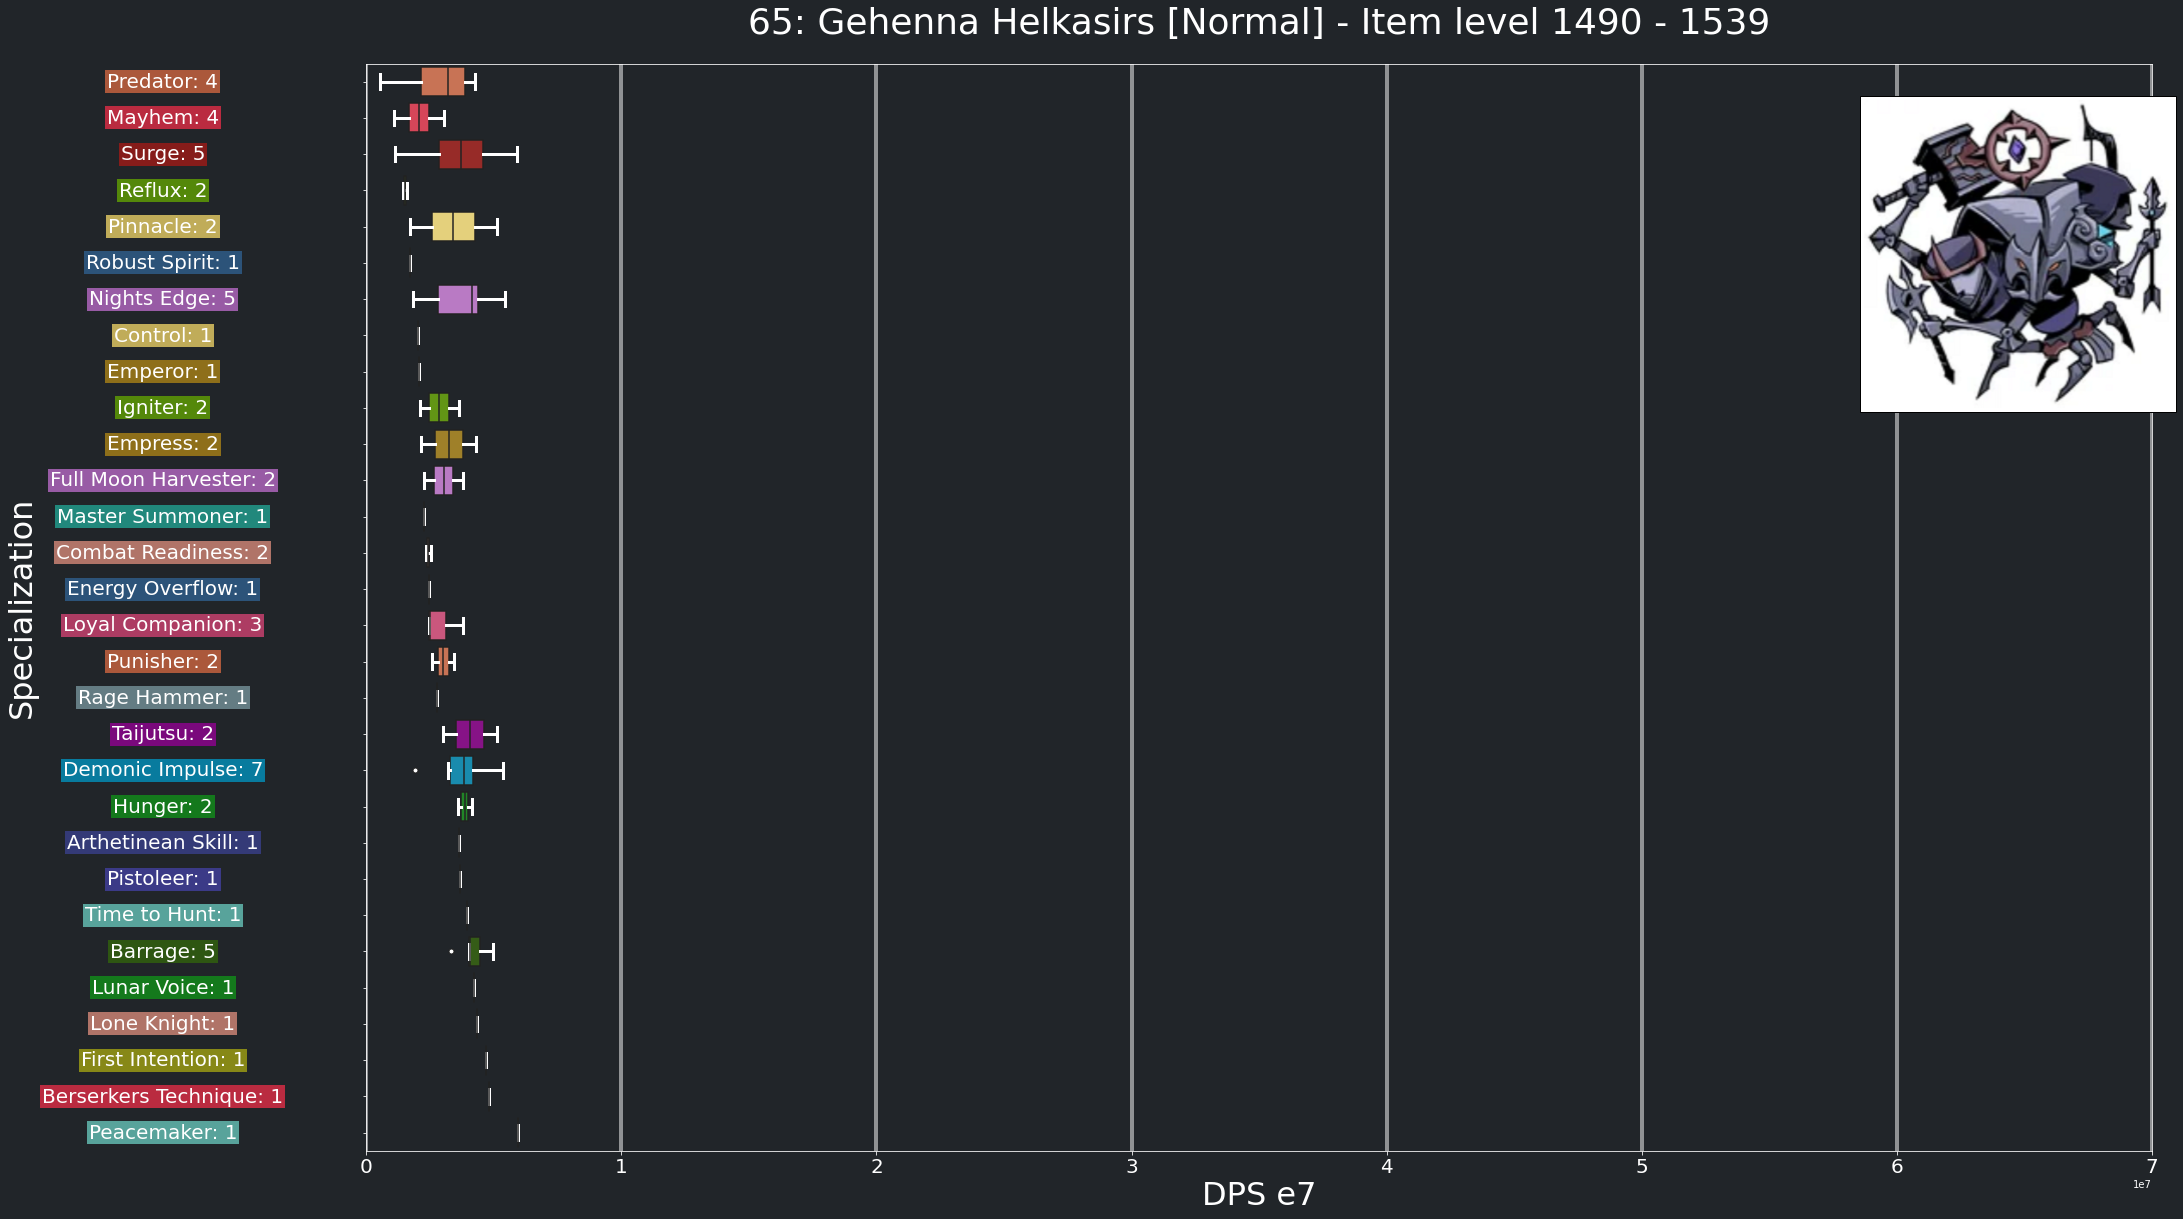 65: Gehenna Helkasirs [Normal] - Item level 1490 - 1539
Specialization
Predator: 4
Mayhem: 4
Surge: 5
Reflux: 2
Pinnacle: 2
Robust Spirit: 1
Nights Edge: 5
Control: 1
Emperor: 1
Igniter: 2
Empress: 2
Full Moon Harvester: 2
Master Summoner: 1
Combat Readiness: 2
Energy Overflow: 1
Loyal Companion: 3
Punisher: 2
Rage Hammer: 1
Taijutsu: 2
Demonic Impulse: 7
Hunger: 2
Arthetinean Skill: 1
Pistoleer: 1
Time to Hunt: 1
Barrage: 5
Lunar Voice: 1
Lone Knight: 1
First Intention: 1
Berserkers Technique: 1
Peacemaker: 1
0 1 2 3 4 5 6 7
1e7
DPS e7